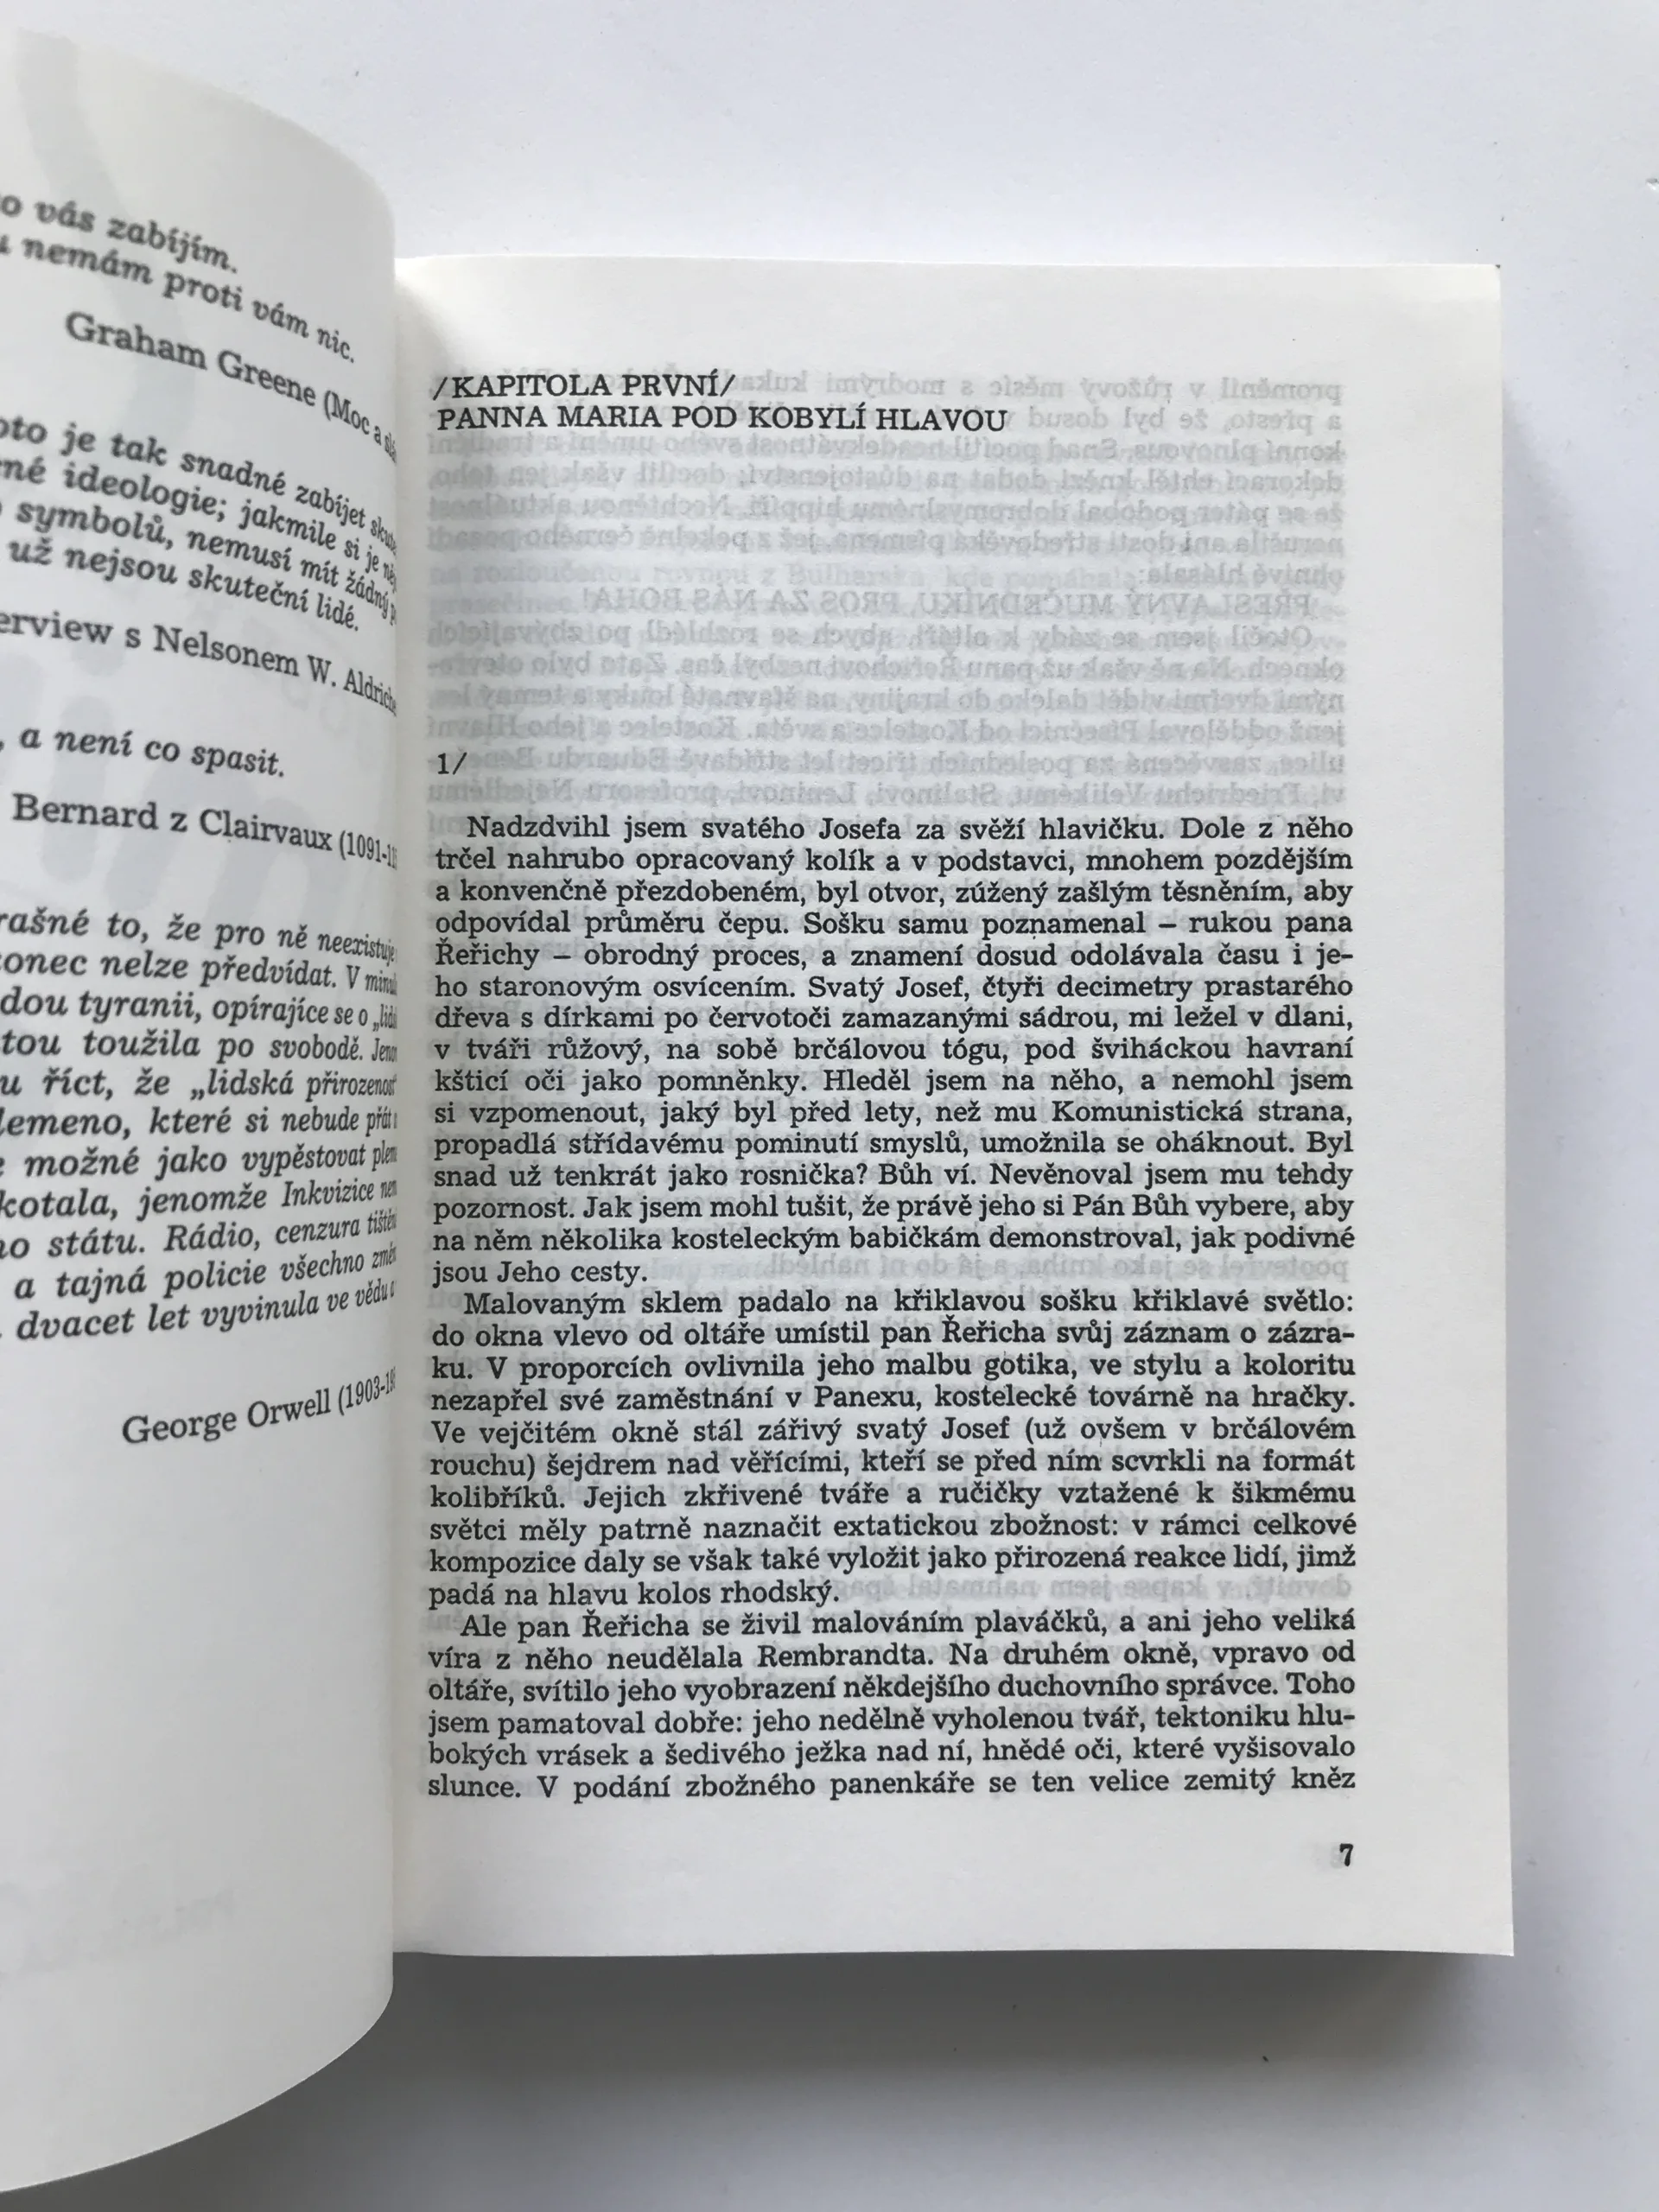 o vás zabíjím.
nemám proti vám nic.
Graham Greene (Moc a
oto je tak snadné zabíjet
né ideologie; jakmile si je
symbolů, nemusí mít žádný
už nejsou skuteční lidé.
erview s Nelsonem W. Aldrich
, a není co spasit.
Bernard z Clairvaux (1091-1
rašné to, že pro ně neexistuje
onec nelze předvídat. V
dou tyranii, opírajíce se o
tou toužila po svobodě.
u říct, že „lidská přirozenost
lemeno, které si nebude přát
možné jako vypěstovat
kotala, jenomže Inkvizice
ho státu. Rádio, cenzura
a tajná policie všechno
dvacet let vyvinula ve vědu
George Orwell (1903-1
/KAPITOLA PRVNÍ/
PANNA MARIA POD KOBYLÍ HLAVOU
1/
Nadzdvihl jsem svatého Josefa za svěží hlavičku. Dole z něho
trčel nahrubo opracovaný kolík a v podstavci, mnohem pozdějším
a konvenčně přezdobeném, byl otvor, zúžený zašlým těsněním, aby
odpovídal průměru čepu. Sošku samu poznamenal – rukou pana
Řeřichy – obrodný proces, a znamení dosud odolávala času i je-
ho staronovým osvícením. Svatý Josef, čtyři decimetry prastarého
dřeva s dírkami po červotoči zamazanými sádrou, mi ležel v dlani,
v tváři růžový, na sobě brčálovou tógu, pod šviháckou havraní
kšticí oči jako pomněnky. Hleděl jsem na něho, a nemohl jsem
si vzpomenout, jaký byl před lety, než mu Komunistická strana,
propadlá střídavému pominutí smyslů, umožnila se oháknout. Byl
snad už tenkrát jako rosnička? Bůh ví. Nevěnoval jsem mu tehdy
pozornost. Jak jsem mohl tušit, že právě jeho si Pán Bůh vybere, aby
na něm několika kosteleckým babičkám demonstroval, jak podivné
jsou Jeho cesty.
Malovaným sklem padalo na křiklavou sošku křiklavé světlo:
do okna vlevo od oltáře umístil pan Řeřicha svůj záznam o zázra-
ku. V proporcích ovlivnila jeho malbu gotika, ve stylu a koloritu
nezapřel své zaměstnání v Panexu, kostelecké továrně na hračky.
Ve vejčitém okně stál zářivý svatý Josef (už ovšem v brčálovém
rouchu) šejdrem nad věřícími, kteří se před ním scvrkli na formát
kolibříků. Jejich zkřivené tváře a ručičky vztažené k šikmému
světci měly patrně naznačit extatickou zbožnost: v rámci celkové
kompozice daly se však také vyložit jako přirozená reakce lidí, jimž
padá na hlavu kolos rhodský.
Ale pan Řeřicha se živil malováním plaváčků, a ani jeho veliká
víra z něho neudělala Rembrandta. Na druhém okně, vpravo od
oltáře, svítilo jeho vyobrazení někdejšího duchovního správce. Toho
jsem pamatoval dobře: jeho nedělně vyholenou tvář, tektoniku hlu-
bokých vrásek a šedivého ježka nad ní, hnědé oči, které vyšisovalo
slunce. V podání zbožného panenkáře se ten velice zemitý kněz
7